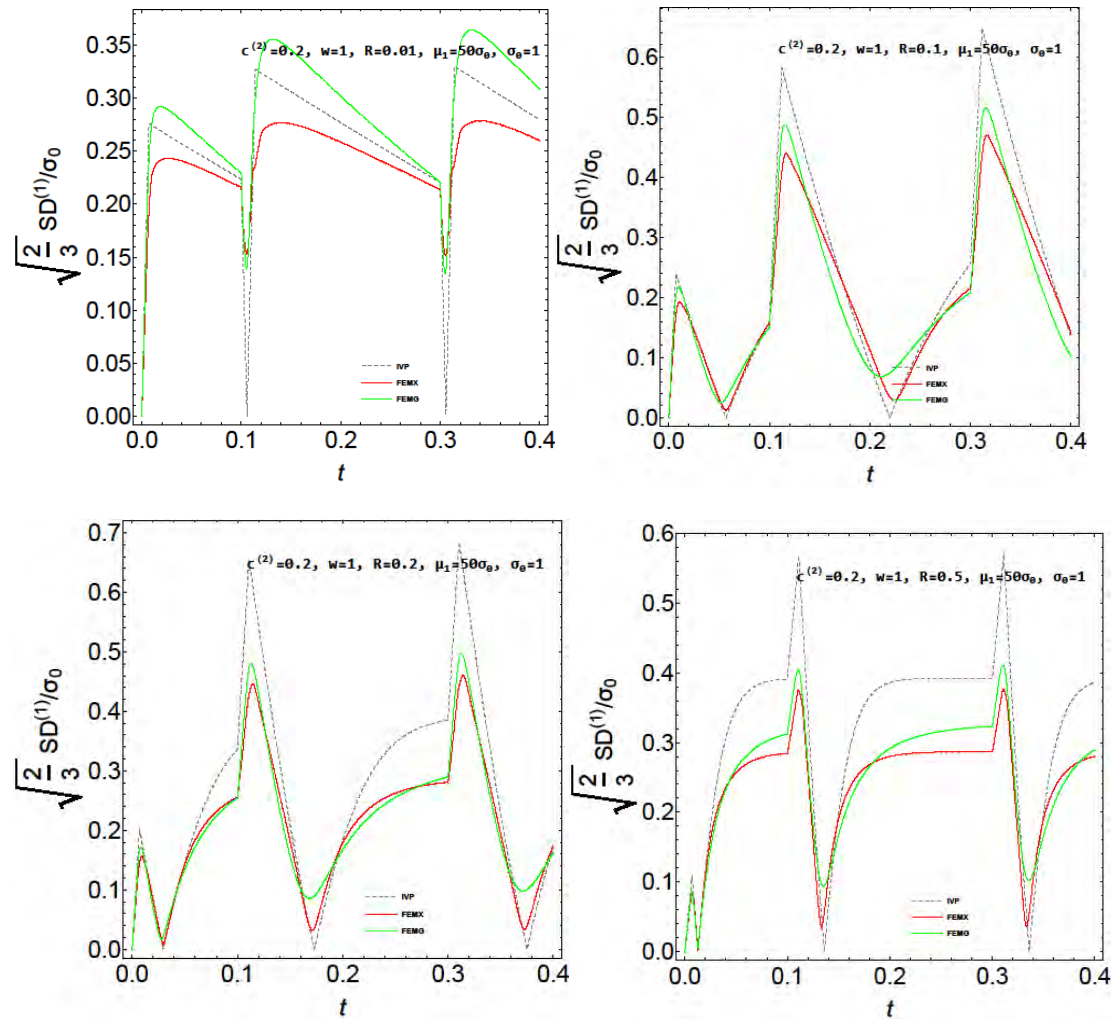 c⁽²⁾=0.2, w=1, R=0.01, μ₁=50σ₀, σ₀=1
√2/3 SD⁽¹⁾/σ₀
0.35
0.30
0.25
0.20
0.15
0.10
0.05
0.00
IVP
FEMX
FEMG
0.0 0.1 0.2 0.3 0.4
t
c⁽²⁾=0.2, w=1, R=0.1, μ₁=50σ₀, σ₀=1
√2/3 SD⁽¹⁾/σ₀
0.6
0.5
0.4
0.3
0.2
0.1
0.0
IVP
FEMX
FEMG
0.0 0.1 0.2 0.3 0.4
t
c⁽²⁾=0.2, w=1, R=0.2, μ₁=50σ₀, σ₀=1
√2/3 SD⁽¹⁾/σ₀
0.7
0.6
0.5
0.4
0.3
0.2
0.1
0.0
IVP
FEMX
FEMG
0.0 0.1 0.2 0.3 0.4
t
c⁽²⁾=0.2, w=1, R=0.5, μ₁=50σ₀, σ₀=1
√2/3 SD⁽¹⁾/σ₀
0.6
0.5
0.4
0.3
0.2
0.1
0.0
IVP
FEMX
FEMG
0.0 0.1 0.2 0.3 0.4
t